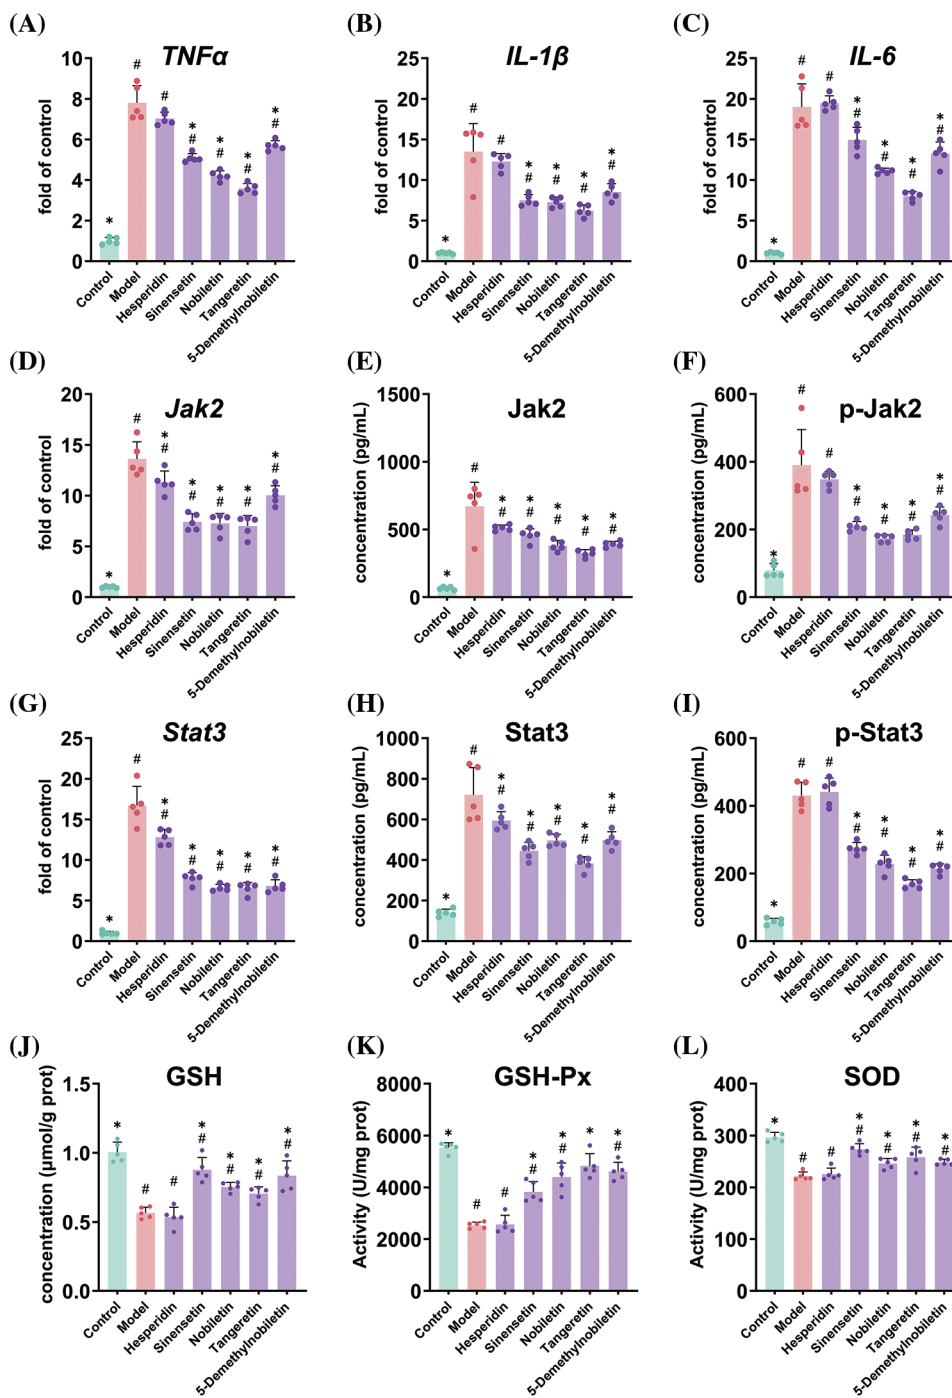 (A)
TNFα
fold of control
10
8
6
4
2
0
*
#
#
*
#
*
#
*
#
*
#
Control
Model
Hesperidin
Sinensetin
Nobiletin
Tangeretin
5-Demethylnobiletin
(B)
IL-1β
fold of control
25
20
15
10
5
0
*
#
#
*
#
*
#
*
#
*
#
Control
Model
Hesperidin
Sinensetin
Nobiletin
Tangeretin
5-Demethylnobiletin
(C)
IL-6
fold of control
25
20
15
10
5
0
*
#
#
*
#
*
#
*
#
*
#
Control
Model
Hesperidin
Sinensetin
Nobiletin
Tangeretin
5-Demethylnobiletin
(D)
Jak2
fold of control
20
15
10
5
0
*
#
*
#
*
#
*
#
*
#
*
#
Control
Model
Hesperidin
Sinensetin
Nobiletin
Tangeretin
5-Demethylnobiletin
(E)
Jak2
concentration (pg/mL)
1500
1000
500
0
*
#
*
#
*
#
*
#
*
#
*
#
Control
Model
Hesperidin
Sinensetin
Nobiletin
Tangeretin
5-Demethylnobiletin
(F)
p-Jak2
concentration (pg/mL)
600
400
200
0
*
#
#
*
#
*
#
*
#
*
#
Control
Model
Hesperidin
Sinensetin
Nobiletin
Tangeretin
5-Demethylnobiletin
(G)
Stat3
fold of control
25
20
15
10
5
0
*
#
*
#
*
#
*
#
*
#
*
#
Control
Model
Hesperidin
Sinensetin
Nobiletin
Tangeretin
5-Demethylnobiletin
(H)
Stat3
concentration (pg/mL)
1000
800
600
400
200
0
*
#
*
#
*
#
*
#
*
#
*
#
Control
Model
Hesperidin
Sinensetin
Nobiletin
Tangeretin
5-Demethylnobiletin
(I)
p-Stat3
concentration (pg/mL)
600
400
200
0
*
#
#
*
#
*
#
*
#
*
#
Control
Model
Hesperidin
Sinensetin
Nobiletin
Tangeretin
5-Demethylnobiletin
(J)
GSH
concentration (μmol/g prot)
1.5
1.0
0.5
0.0
*
#
#
*
#
*
#
*
#
*
#
Control
Model
Hesperidin
Sinensetin
Nobiletin
Tangeretin
5-Demethylnobiletin
(K)
GSH-Px
Activity (U/mg prot)
8000
6000
4000
2000
0
*
#
#
*
#
*
#
*
*
#
Control
Model
Hesperidin
Sinensetin
Nobiletin
Tangeretin
5-Demethylnobiletin
(L)
SOD
Activity (U/mg prot)
400
300
200
100
0
*
#
#
*
#
*
#
*
#
*
#
Control
Model
Hesperidin
Sinensetin
Nobiletin
Tangeretin
5-Demethylnobiletin